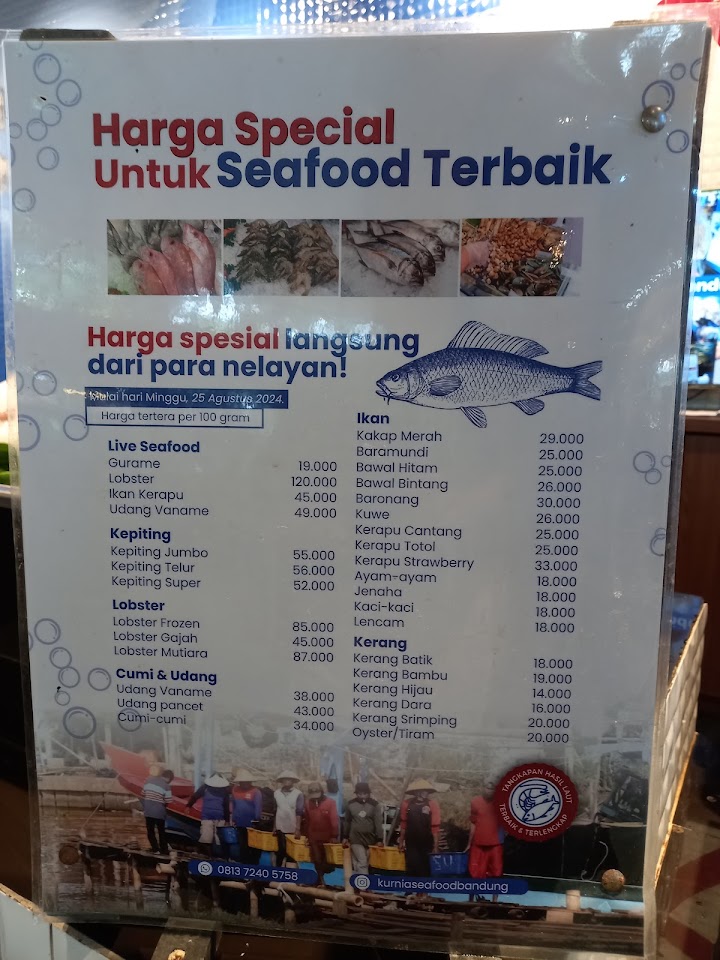 Harga Special
Untuk Seafood Terbaik
Harga spesial langsung
dari para nelayan!
Mulai hari Minggu, 25 Agustus 2024.
Harga tertera per 100 gram
Live Seafood
Gurame 19.000
Lobster 120.000
Ikan Kerapu 45.000
Udang Vaname 49.000
Kepiting
Kepiting Jumbo 55.000
Kepiting Telur 56.000
Kepiting Super 52.000
Lobster
Lobster Frozen 85.000
Lobster Gajah 45.000
Lobster Mutiara 87.000
Cumi & Udang
Udang Vaname 38.000
Udang pancet 43.000
Cumi-cumi 34.000
Ikan
Kakap Merah 29.000
Baramundi 25.000
Bawal Hitam 25.000
Bawal Bintang 26.000
Baronang 30.000
Kuwe 26.000
Kerapu Cantang 25.000
Kerapu Totol 25.000
Kerapu Strawberry 33.000
Ayam-ayam 18.000
Jenaha 18.000
Kaci-kaci 18.000
Lencam 18.000
Kerang
Kerang Batik 18.000
Kerang Bambu 19.000
Kerang Hijau 14.000
Kerang Dara 16.000
Kerang Srimping 20.000
Oyster/Tiram 20.000
TANGKAPAN HASIL LAUT
TERBAIK & TERLENGKAP
0813 7240 5758
kurniaseafoodbandung